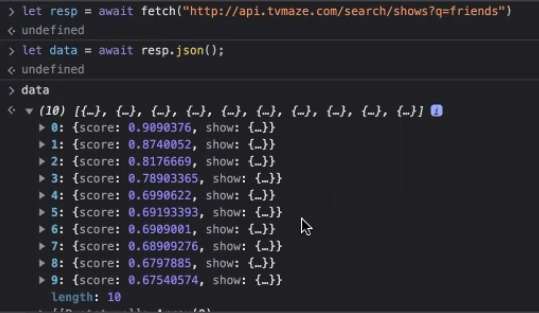 > let resp = await fetch("http://api.tvmaze.com/search/shows?q=friends")
< undefined
> let data = await resp.json();
< undefined
> data
< ▼ (10) [{…}, {…}, {…}, {…}, {…}, {…}, {…}, {…}, {…}, {…}] i
▶ 0: {score: 0.9090376, show: {…}}
▶ 1: {score: 0.8740052, show: {…}}
▶ 2: {score: 0.8176669, show: {…}}
▶ 3: {score: 0.78903365, show: {…}}
▶ 4: {score: 0.6990622, show: {…}}
▶ 5: {score: 0.69193393, show: {…}}
▶ 6: {score: 0.6909001, show: {…}}
▶ 7: {score: 0.68909276, show: {…}}
▶ 8: {score: 0.6797885, show: {…}}
▶ 9: {score: 0.67540574, show: {…}}
length: 10